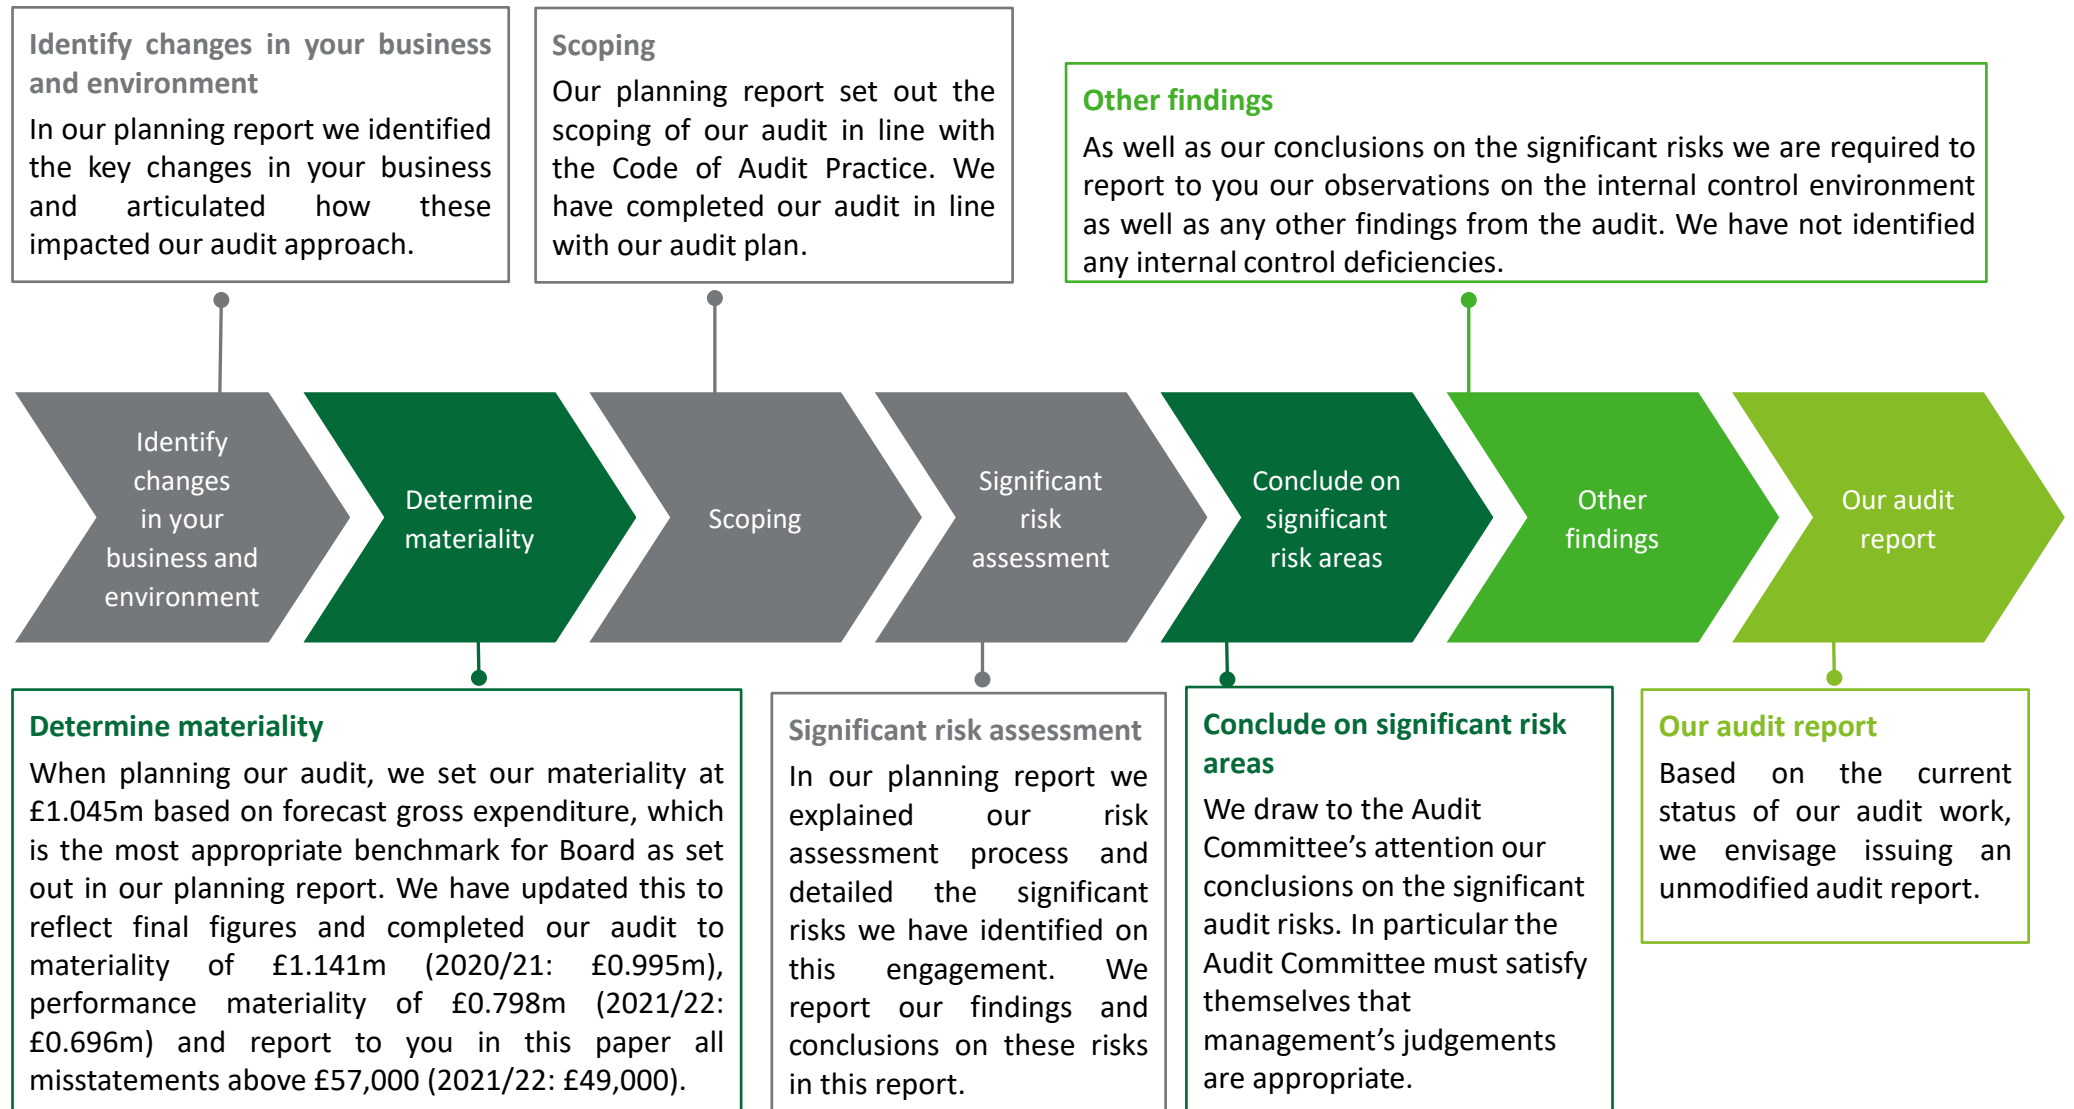 Identify changes in your business
and environment
In our planning report we identified
the key changes in your business
and articulated how these
impacted our audit approach.
Scoping
Our planning report set out the
scoping of our audit in line with
the Code of Audit Practice. We
have completed our audit in line
with our audit plan.
Other findings
As well as our conclusions on the significant risks we are required to
report to you our observations on the internal control environment
as well as any other findings from the audit. We have not identified
any internal control deficiencies.
Identify
changes
in your
business and
environment
Determine
materiality
Scoping
Significant
risk
assessment
Conclude on
significant
risk areas
Other
findings
Our audit
report
Determine materiality
When planning our audit, we set our materiality at
£1.045m based on forecast gross expenditure, which
is the most appropriate benchmark for Board as set
out in our planning report. We have updated this to
reflect final figures and completed our audit to
materiality of £1.141m (2020/21: £0.995m),
performance materiality of £0.798m (2021/22:
£0.696m) and report to you in this paper all
misstatements above £57,000 (2021/22: £49,000).
Significant risk assessment
In our planning report we
explained our risk
assessment process and
detailed the significant
risks we have identified on
this engagement. We
report our findings and
conclusions on these risks
in this report.
Conclude on significant risk
areas
We draw to the Audit
Committee’s attention our
conclusions on the significant
audit risks. In particular the
Audit Committee must satisfy
themselves that
management’s judgements
are appropriate.
Our audit report
Based on the current
status of our audit work,
we envisage issuing an
unmodified audit report.